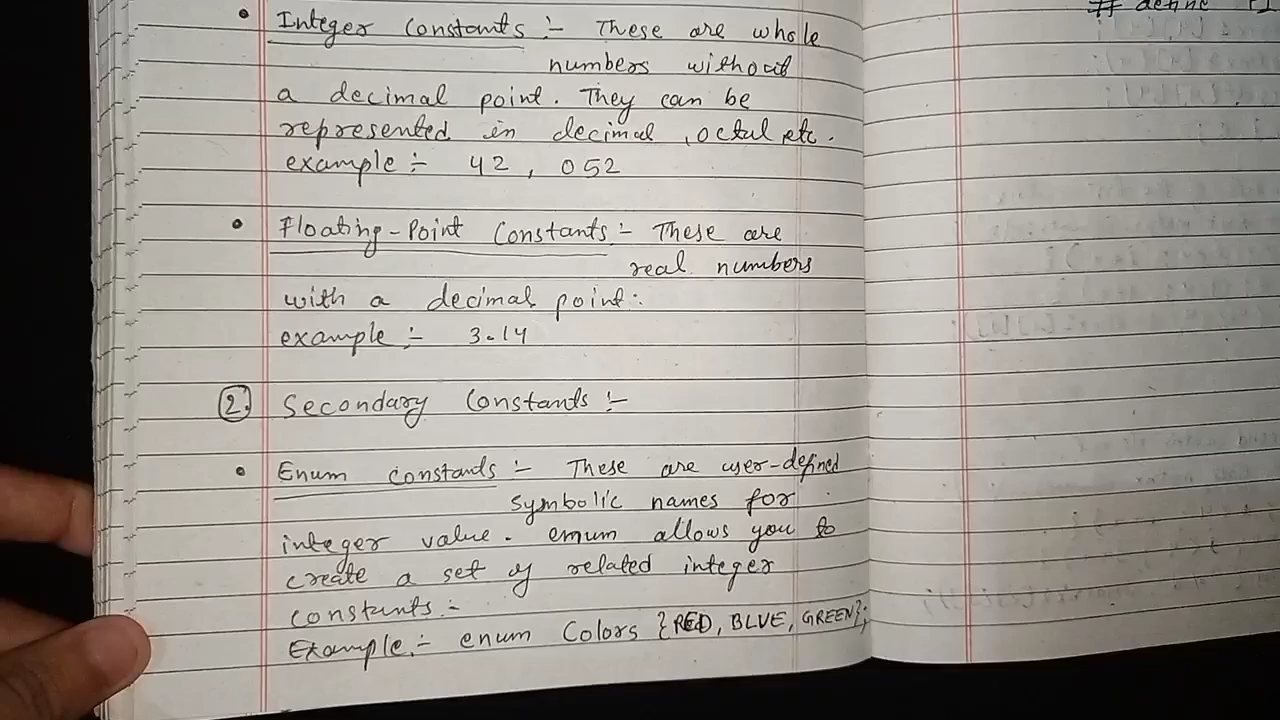 • Integer Constants :- These are whole
numbers without
a decimal point. They can be
represented in decimal, octal etc.
example :- 42, 052
• Floating-Point Constants :- These are
real numbers
with a decimal point :
example :- 3.14
2. Secondary Constants :-
• Enum constants :- These are user-defined
symbolic names for
integer value. enum allows you to
create a set of related integer
constants :-
Example :- enum Colors {RED, BLUE, GREEN};
# define